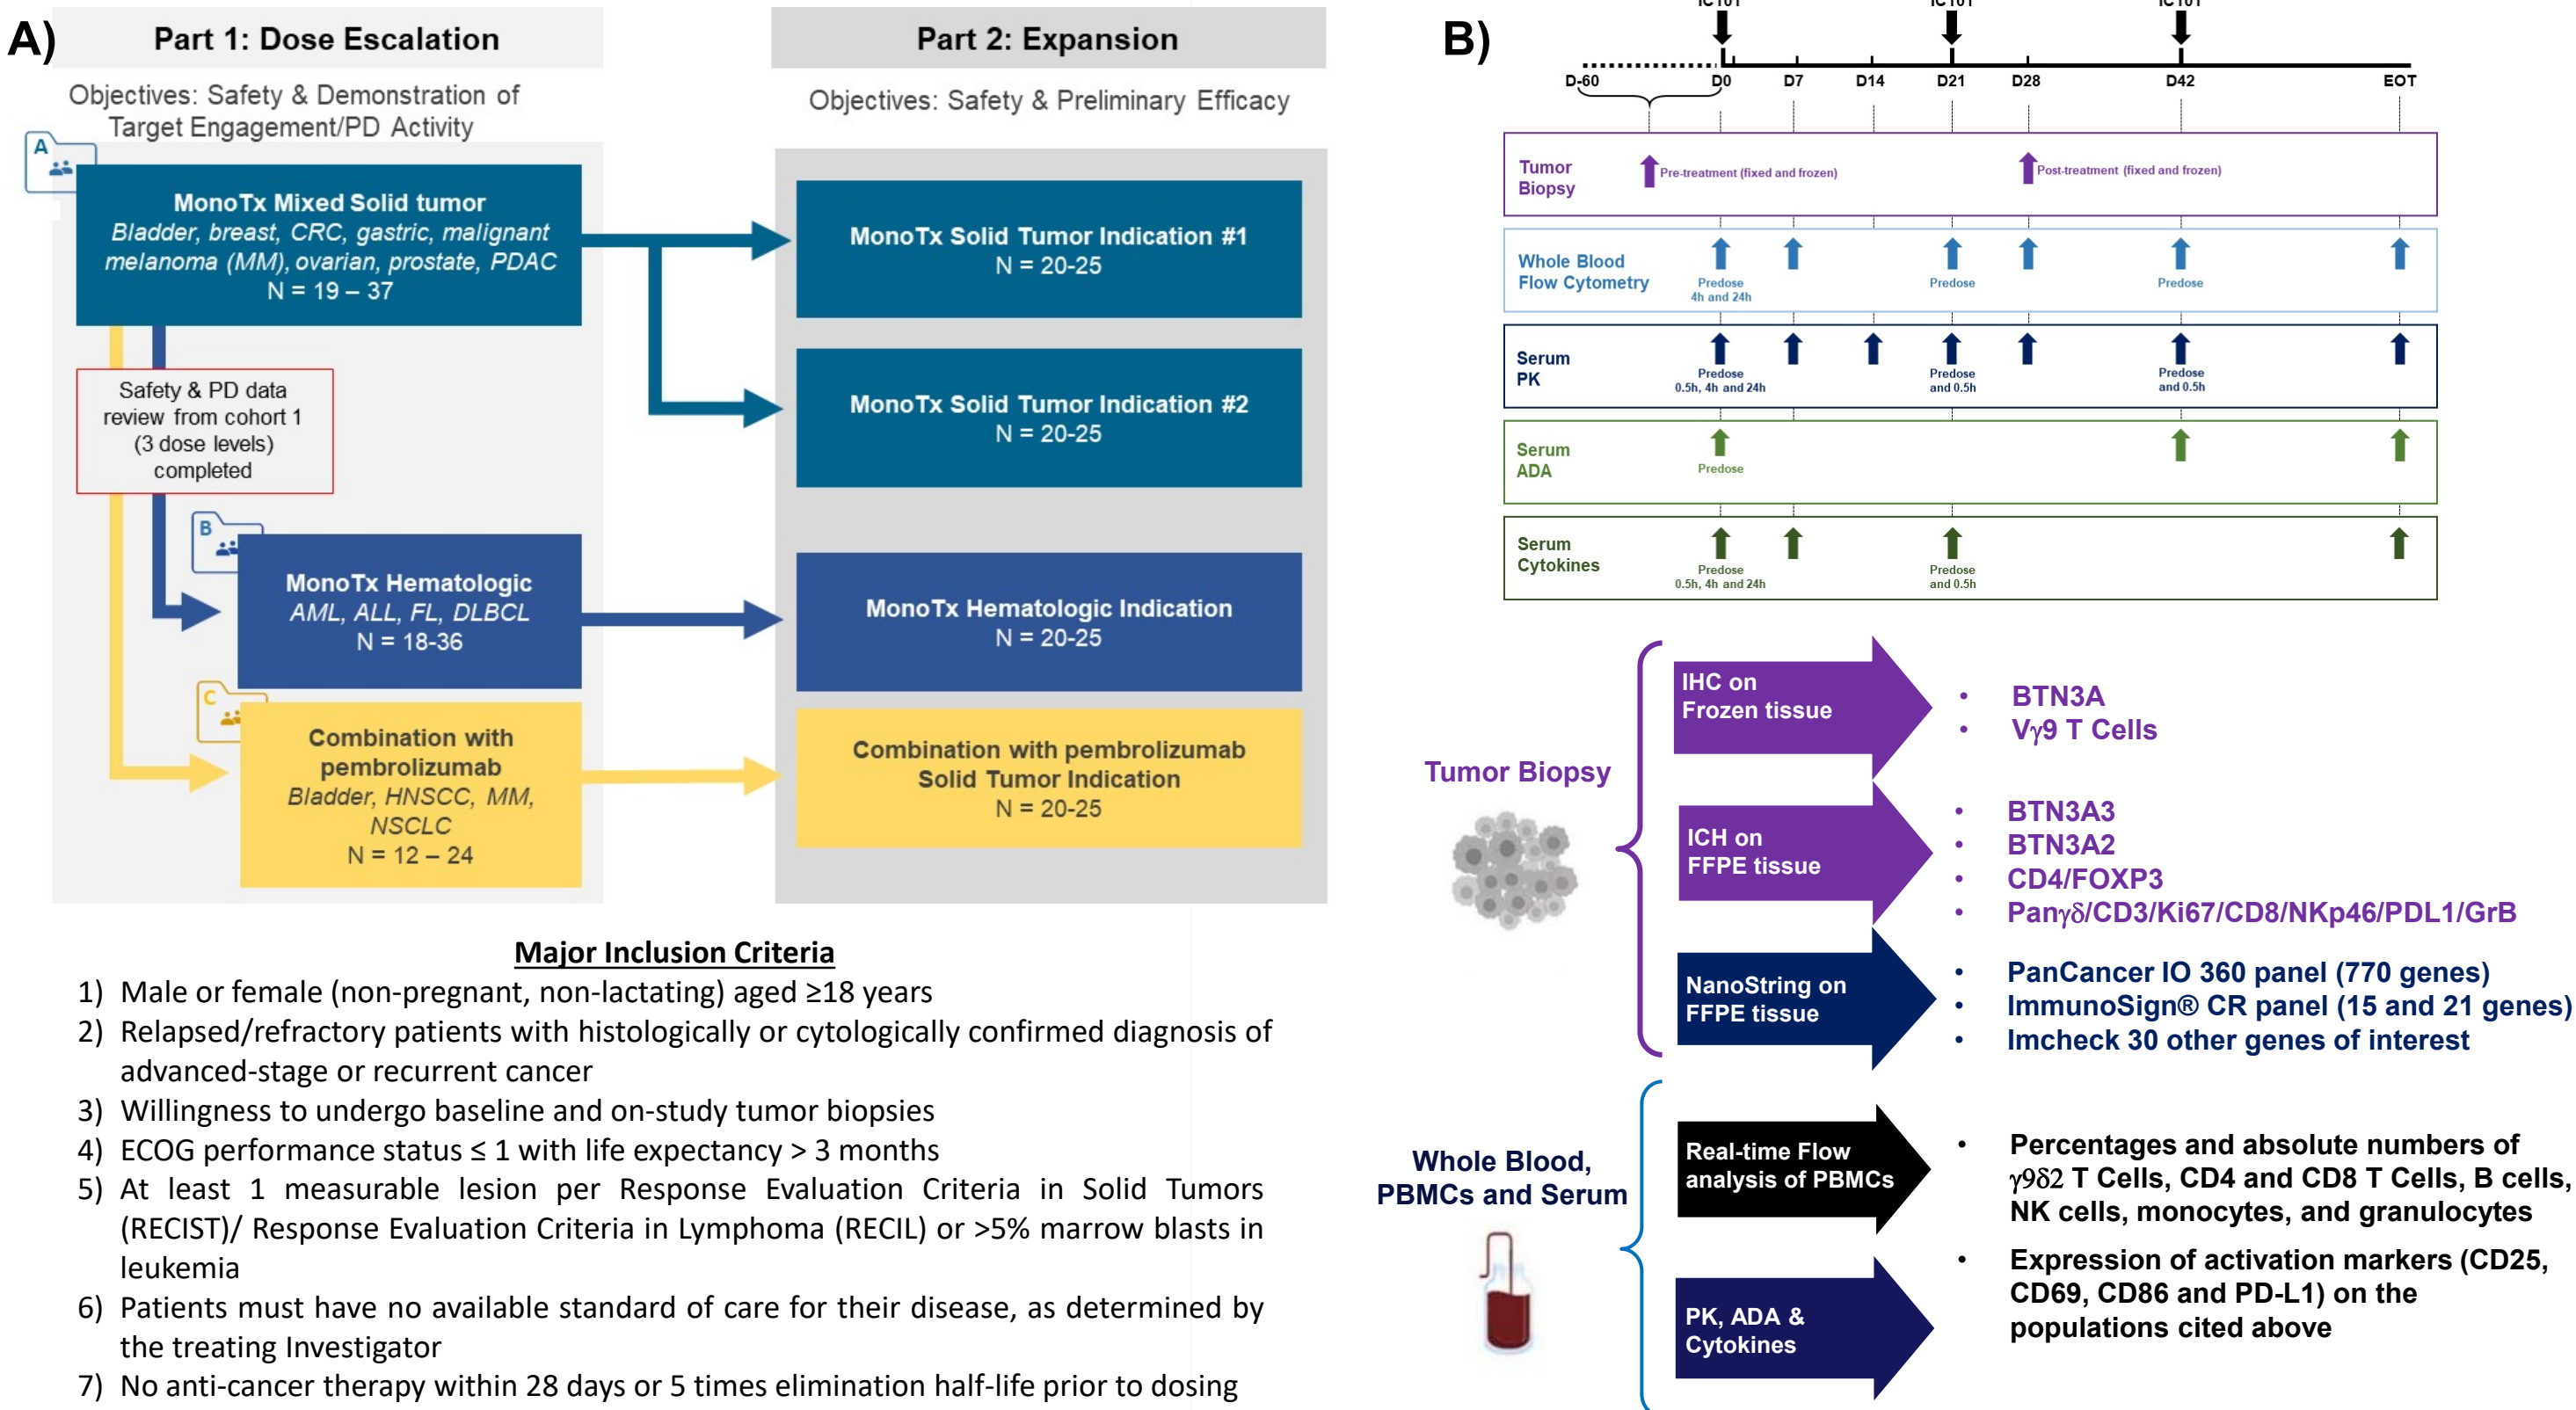 A)
Part 1: Dose Escalation
Objectives: Safety & Demonstration of
Target Engagement/PD Activity
A
MonoTx Mixed Solid tumor
Bladder, breast, CRC, gastric, malignant
melanoma (MM), ovarian, prostate, PDAC
N = 19 – 37
Safety & PD data
review from cohort 1
(3 dose levels)
completed
B
MonoTx Hematologic
AML, ALL, FL, DLBCL
N = 18-36
C
Combination with
pembrolizumab
Bladder, HNSCC, MM,
NSCLC
N = 12 – 24
Part 2: Expansion
Objectives: Safety & Preliminary Efficacy
MonoTx Solid Tumor Indication #1
N = 20-25
MonoTx Solid Tumor Indication #2
N = 20-25
MonoTx Hematologic Indication
N = 20-25
Combination with pembrolizumab
Solid Tumor Indication
N = 20-25
Major Inclusion Criteria
1) Male or female (non-pregnant, non-lactating) aged ≥18 years
2) Relapsed/refractory patients with histologically or cytologically confirmed diagnosis of
advanced-stage or recurrent cancer
3) Willingness to undergo baseline and on-study tumor biopsies
4) ECOG performance status ≤ 1 with life expectancy > 3 months
5) At least 1 measurable lesion per Response Evaluation Criteria in Solid Tumors
(RECIST)/ Response Evaluation Criteria in Lymphoma (RECIL) or >5% marrow blasts in
leukemia
6) Patients must have no available standard of care for their disease, as determined by
the treating Investigator
7) No anti-cancer therapy within 28 days or 5 times elimination half-life prior to dosing
B)
D-60 D0 D7 D14 D21 D28 D42 EOT
Tumor
Biopsy
Pre-treatment (fixed and frozen)
Post-treatment (fixed and frozen)
Whole Blood
Flow Cytometry
Predose
4h and 24h
Predose
Predose
Serum
PK
Predose
0.5h, 4h and 24h
Predose
and 0.5h
Predose
and 0.5h
Serum
ADA
Predose
Serum
Cytokines
Predose
0.5h, 4h and 24h
Predose
and 0.5h
Tumor Biopsy
IHC on
Frozen tissue
• BTN3A
• Vγ9 T Cells
ICH on
FFPE tissue
• BTN3A3
• BTN3A2
• CD4/FOXP3
• Panγδ/CD3/Ki67/CD8/NKp46/PDL1/GrB
NanoString on
FFPE tissue
• PanCancer IO 360 panel (770 genes)
• ImmunoSign® CR panel (15 and 21 genes)
• Imcheck 30 other genes of interest
Whole Blood,
PBMCs and Serum
Real-time Flow
analysis of PBMCs
• Percentages and absolute numbers of
γ9δ2 T Cells, CD4 and CD8 T Cells, B cells,
NK cells, monocytes, and granulocytes
• Expression of activation markers (CD25,
CD69, CD86 and PD-L1) on the
populations cited above
PK, ADA &
Cytokines